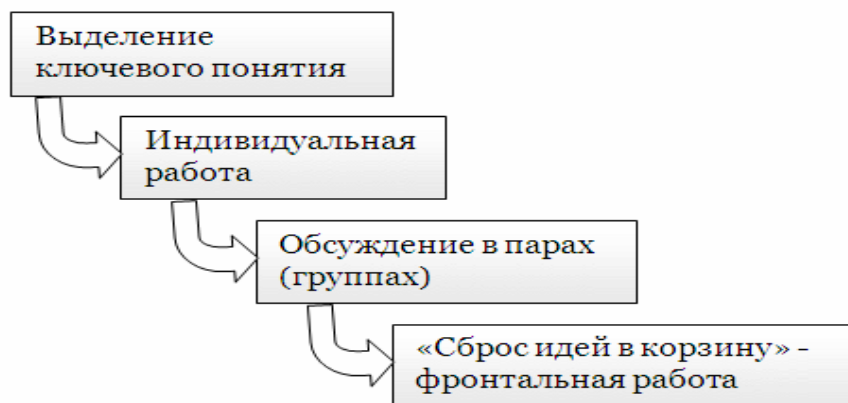 Выделение
ключевого понятия
Индивидуальная
работа
Обсуждение в парах
(группах)
«Сброс идей в корзину» -
фронтальная работа